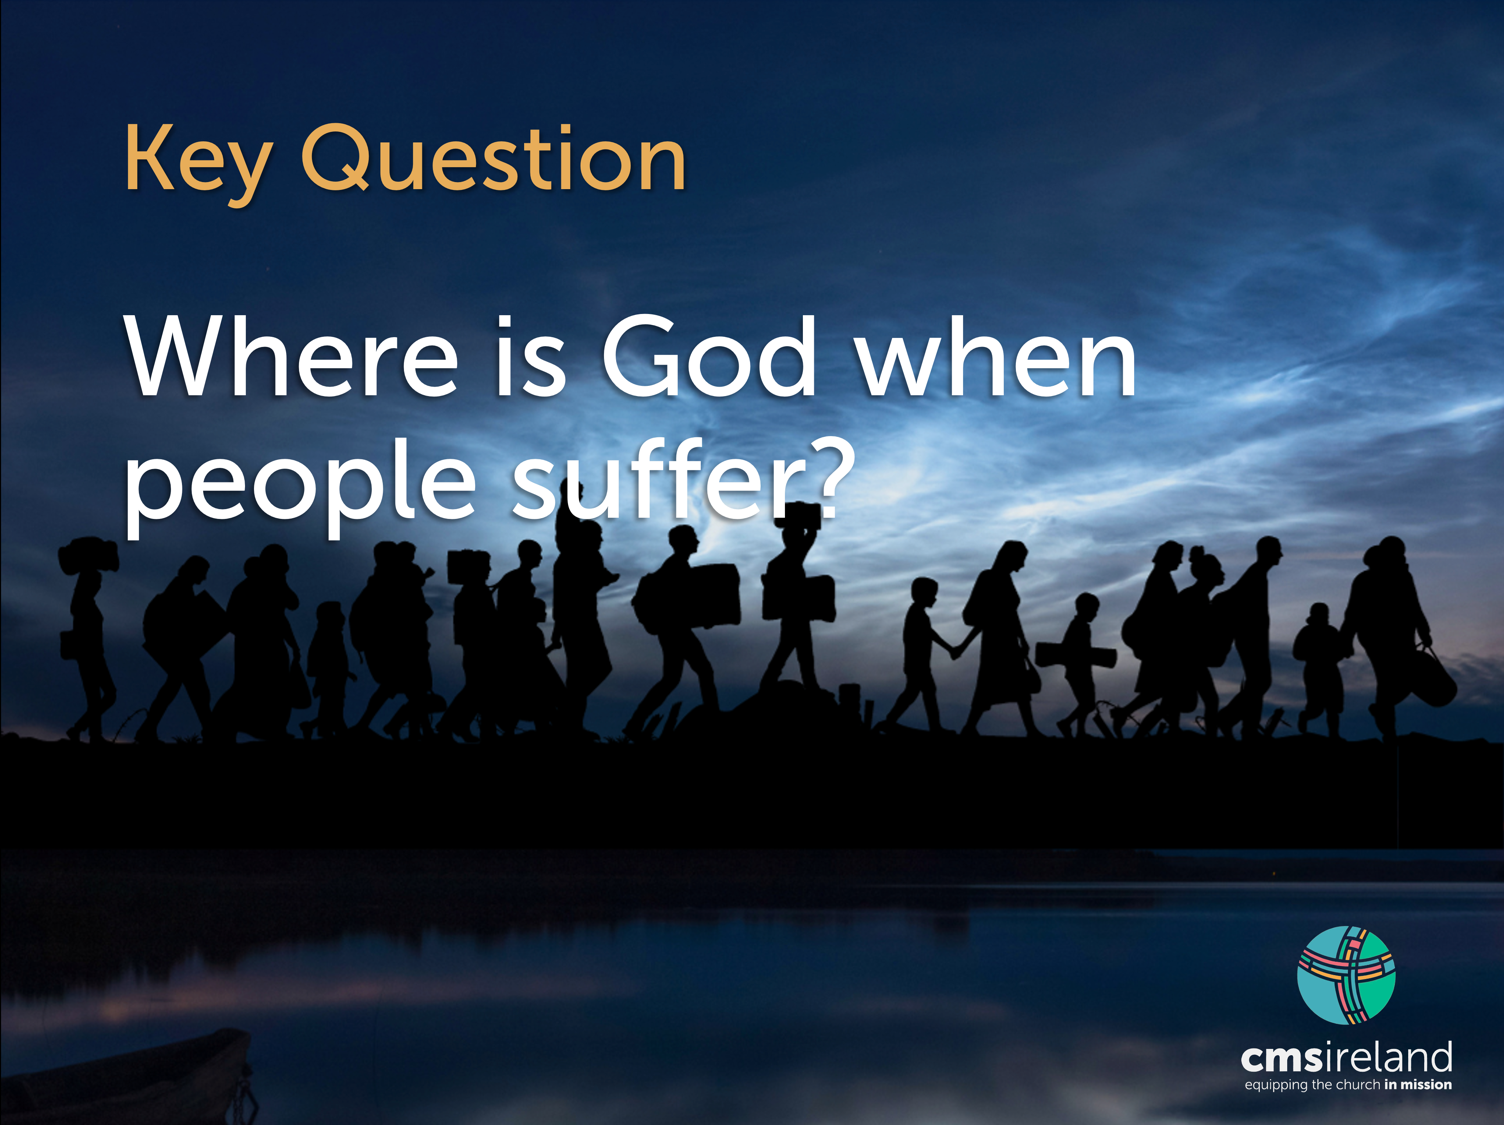 Key Question
Where is God when
people suffer?
cmsireland
equipping the church in mission